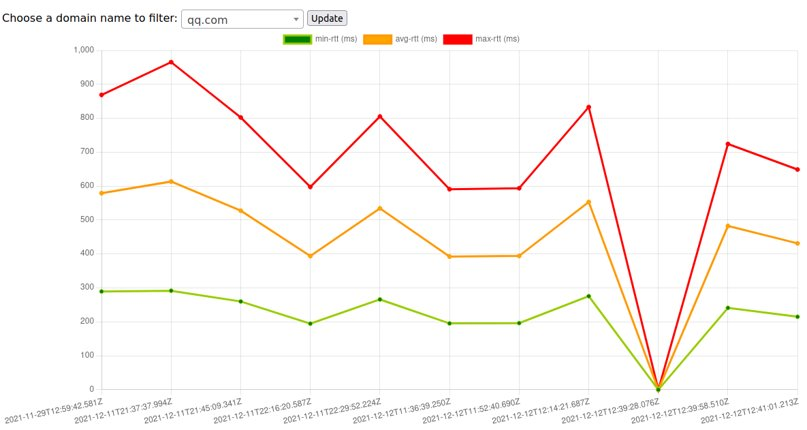 Choose a domain name to filter: qq.com Update
min-rtt (ms) avg-rtt (ms) max-rtt (ms)
1,000
900
800
700
600
500
400
300
200
100
0
2021-11-29T12:59:42.581Z
2021-12-11T21:37:37.994Z
2021-12-11T21:45:09.341Z
2021-12-11T22:16:20.587Z
2021-12-11T22:29:52.224Z
2021-12-12T11:36:39.250Z
2021-12-12T11:52:40.690Z
2021-12-12T12:14:21.687Z
2021-12-12T12:39:28.076Z
2021-12-12T12:39:58.510Z
2021-12-12T12:41:01.213Z